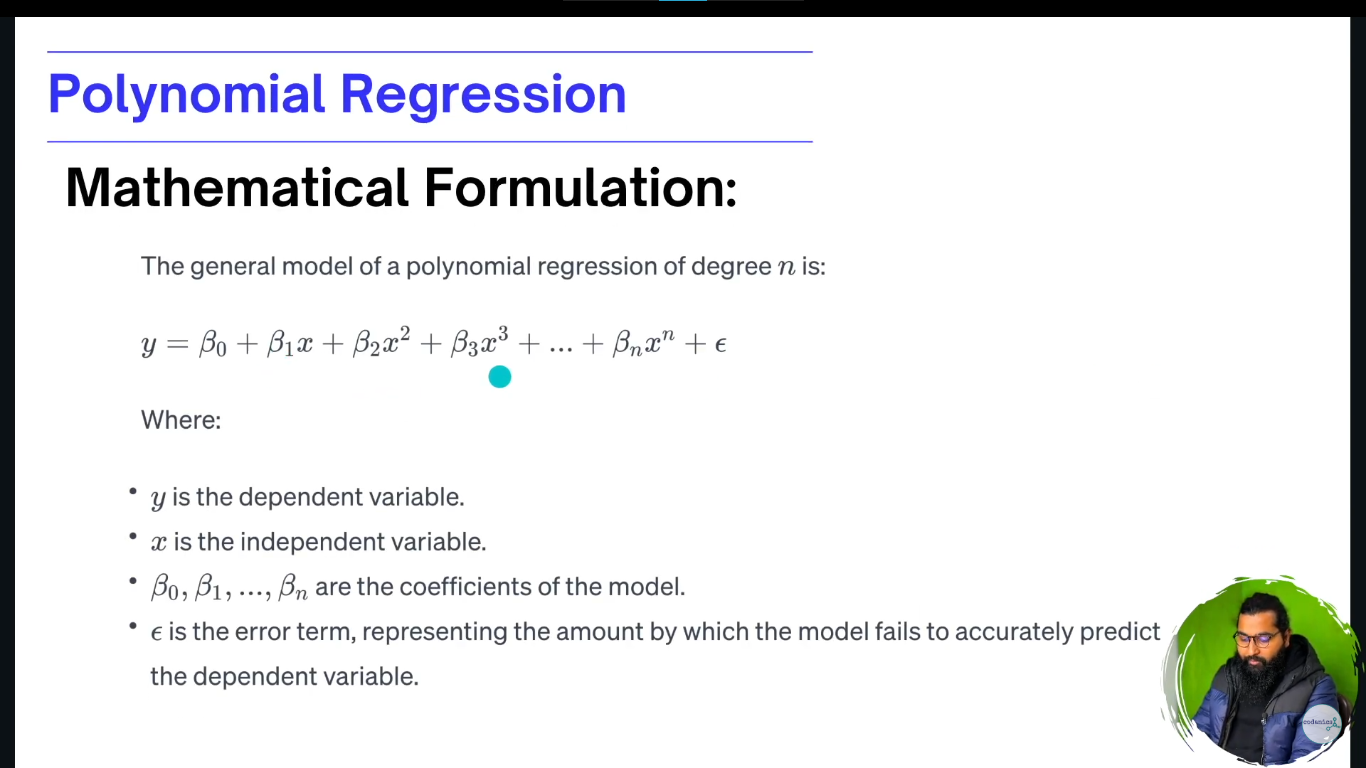 Polynomial Regression
Mathematical Formulation:
The general model of a polynomial regression of degree n is:
y = β₀ + β₁x + β₂x² + β₃x³ + ... + βₙxⁿ + ϵ
Where:
• y is the dependent variable.
• x is the independent variable.
• β₀, β₁, ..., βₙ are the coefficients of the model.
• ϵ is the error term, representing the amount by which the model fails to accurately predict
the dependent variable.
codanics